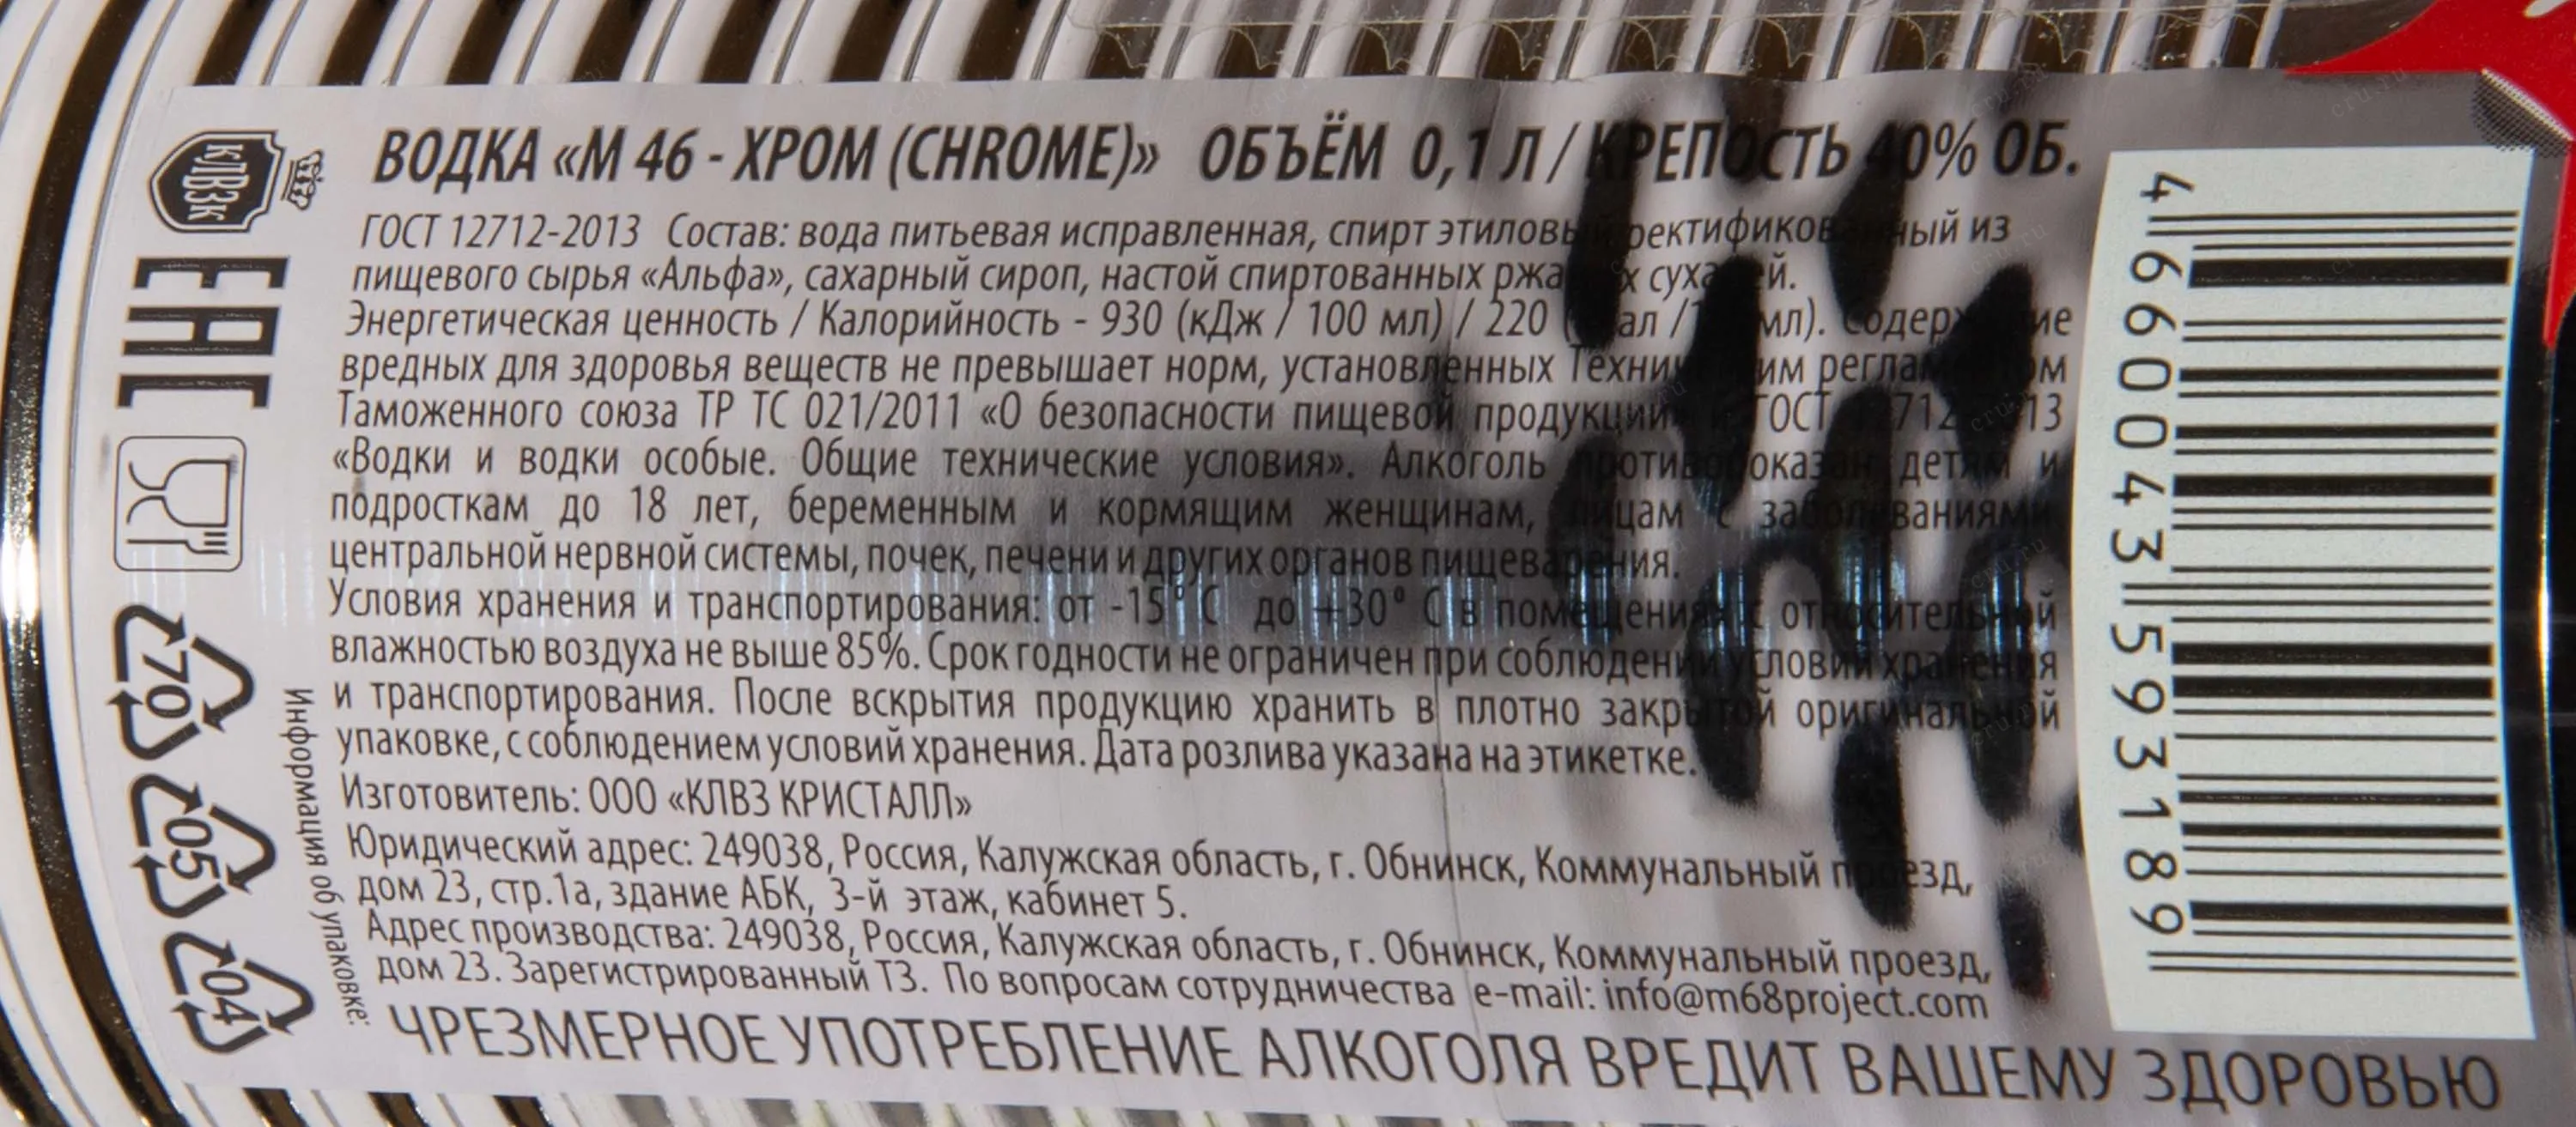 ВОДКА «М 46 - ХРОМ (CHROME)» ОБЪЁМ 0,1 Л / КРЕПОСТЬ 40% ОБ.
ГОСТ 12712-2013 Состав: вода питьевая исправленная, спирт этиловый ректификованный из
пищевого сырья «Альфа», сахарный сироп, настой спиртованных ржаных сухарей.
Энергетическая ценность / Калорийность - 930 (кДж / 100 мл) / 220 (ккал /100 мл). Содержание
вредных для здоровья веществ не превышает норм, установленных Техническим регламентом
Таможенного союза ТР ТС 021/2011 «О безопасности пищевой продукции» и ГОСТ 12712-2013
«Водки и водки особые. Общие технические условия». Алкоголь противопоказан детям и
подросткам до 18 лет, беременным и кормящим женщинам, лицам с заболеваниями
центральной нервной системы, почек, печени и других органов пищеварения.
Условия хранения и транспортирования: от -15° С до +30° С в помещениях с относительной
влажностью воздуха не выше 85%. Срок годности не ограничен при соблюдении условий хранения
и транспортирования. После вскрытия продукцию хранить в плотно закрытой оригинальной
упаковке, с соблюдением условий хранения. Дата розлива указана на этикетке.
Изготовитель: ООО «КЛВЗ КРИСТАЛЛ»
Юридический адрес: 249038, Россия, Калужская область, г. Обнинск, Коммунальный проезд,
дом 23, стр.1а, здание АБК, 3-й этаж, кабинет 5.
Адрес производства: 249038, Россия, Калужская область, г. Обнинск, Коммунальный проезд,
дом 23. Зарегистрированный ТЗ. По вопросам сотрудничества e-mail: info@m68project.com
ЧРЕЗМЕРНОЕ УПОТРЕБЛЕНИЕ АЛКОГОЛЯ ВРЕДИТ ВАШЕМУ ЗДОРОВЬЮ
КЛВЗК
ЕАС
Информация об упаковке:
70
05
04
4 660043 593189
cru.ru